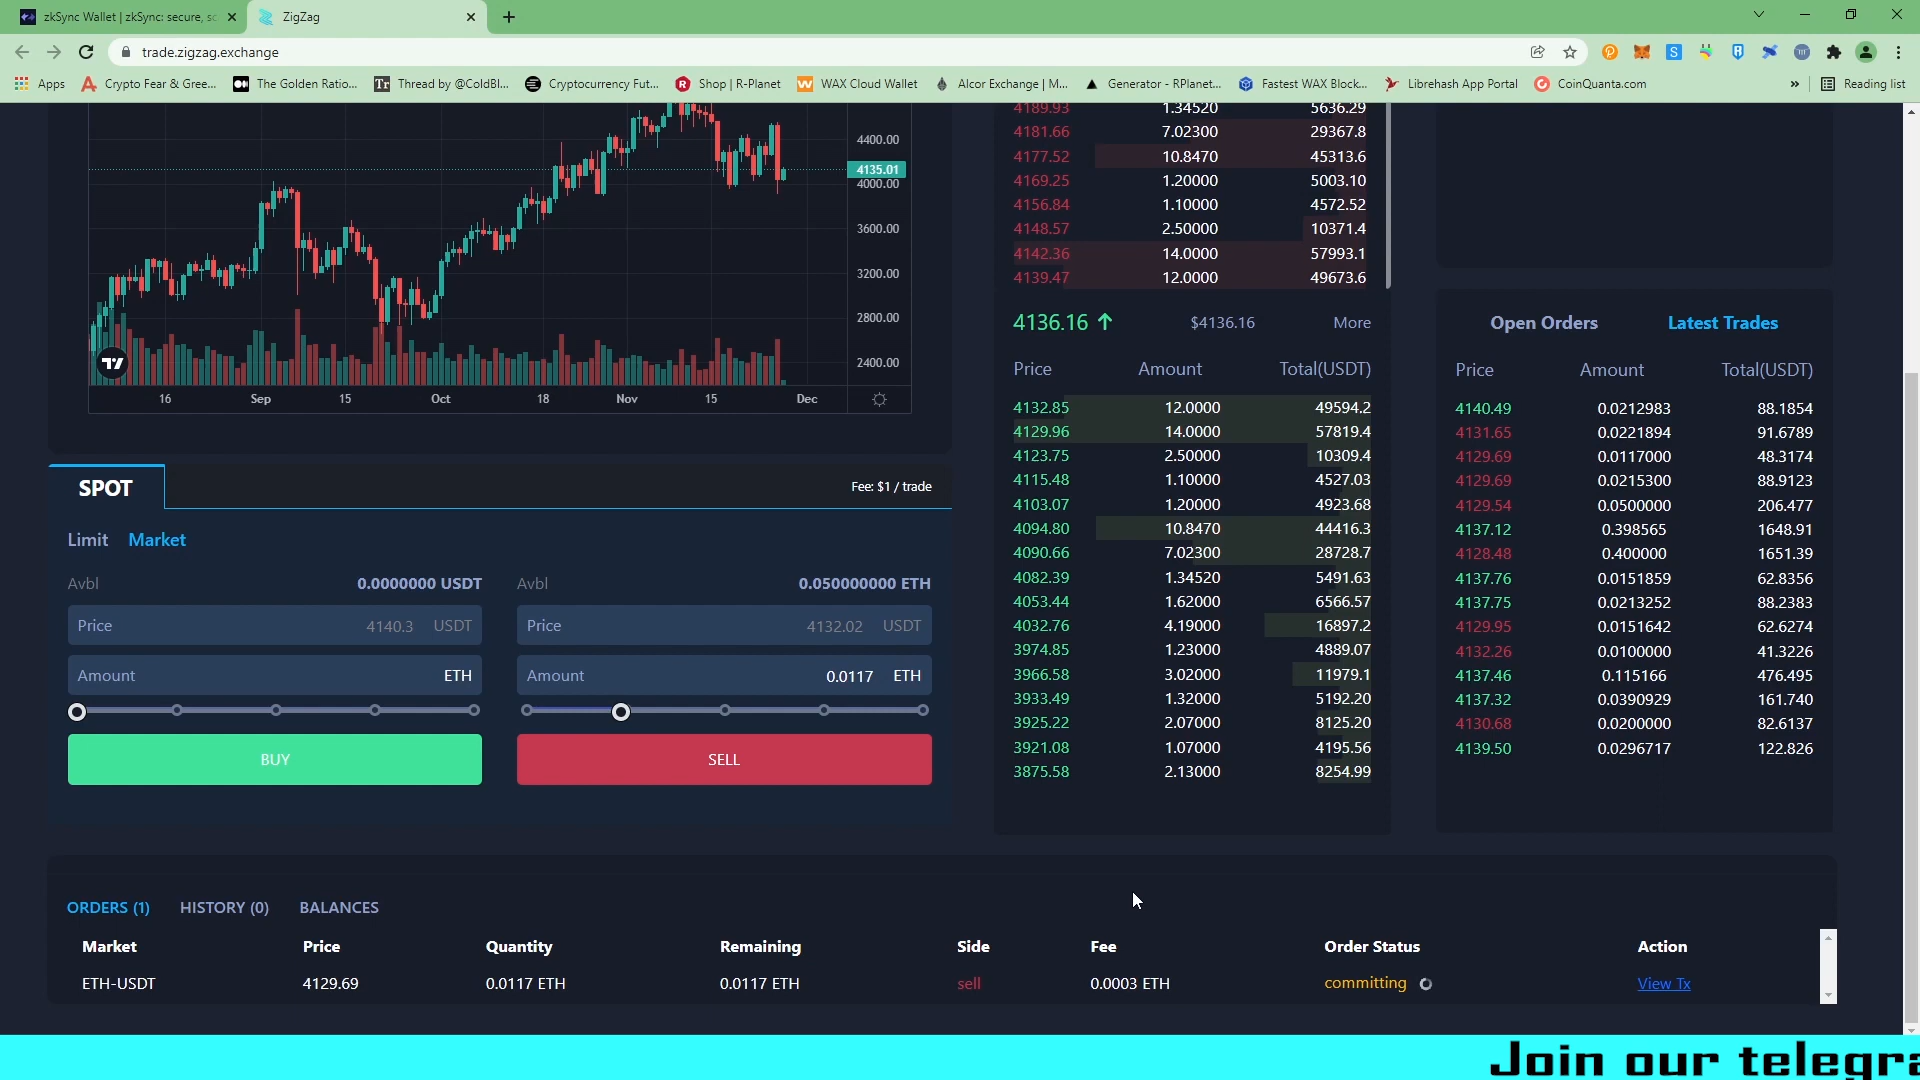 zkSync Wallet | zkSync: secure, sc
ZigZag
trade.zigzag.exchange
Apps
Crypto Fear & Gree...
The Golden Ratio...
Thread by @ColdBl...
Cryptocurrency Fut...
Shop | R-Planet
WAX Cloud Wallet
Alcor Exchange | M...
Generator - RPlanet...
Fastest WAX Block...
Librehash App Portal
CoinQuanta.com
»
Reading list
4400.00
4135.01
4000.00
3600.00
3200.00
2800.00
2400.00
16 Sep 15 Oct 18 Nov 15 Dec
4189.93 1.34520 5636.29
4181.66 7.02300 29367.8
4177.52 10.8470 45313.6
4169.25 1.20000 5003.10
4156.84 1.10000 4572.52
4148.57 2.50000 10371.4
4142.36 14.0000 57993.1
4139.47 12.0000 49673.6
4136.16 ↑ $4136.16 More
Price Amount Total(USDT)
4132.85 12.0000 49594.2
4129.96 14.0000 57819.4
4123.75 2.50000 10309.4
4115.48 1.10000 4527.03
4103.07 1.20000 4923.68
4094.80 10.8470 44416.3
4090.66 7.02300 28728.7
4082.39 1.34520 5491.63
4053.44 1.62000 6566.57
4032.76 4.19000 16897.2
3974.85 1.23000 4889.07
3966.58 3.02000 11979.1
3933.49 1.32000 5192.20
3925.22 2.07000 8125.20
3921.08 1.07000 4195.56
3875.58 2.13000 8254.99
Open Orders Latest Trades
Price Amount Total(USDT)
4140.49 0.0212983 88.1854
4131.65 0.0221894 91.6789
4129.69 0.0117000 48.3174
4129.69 0.0215300 88.9123
4129.54 0.0500000 206.477
4137.12 0.398565 1648.91
4128.48 0.400000 1651.39
4137.76 0.0151859 62.8356
4137.75 0.0213252 88.2383
4129.95 0.0151642 62.6274
4132.26 0.0100000 41.3226
4137.46 0.115166 476.495
4137.32 0.0390929 161.740
4130.68 0.0200000 82.6137
4139.50 0.0296717 122.826
SPOT
Fee: $1 / trade
Limit Market
Avbl 0.0000000 USDT
Price 4140.3 USDT
Amount ETH
BUY
Avbl 0.050000000 ETH
Price 4132.02 USDT
Amount 0.0117 ETH
SELL
ORDERS (1) HISTORY (0) BALANCES
Market Price Quantity Remaining Side Fee Order Status Action
ETH-USDT 4129.69 0.0117 ETH 0.0117 ETH sell 0.0003 ETH committing View Tx
Join our telegra